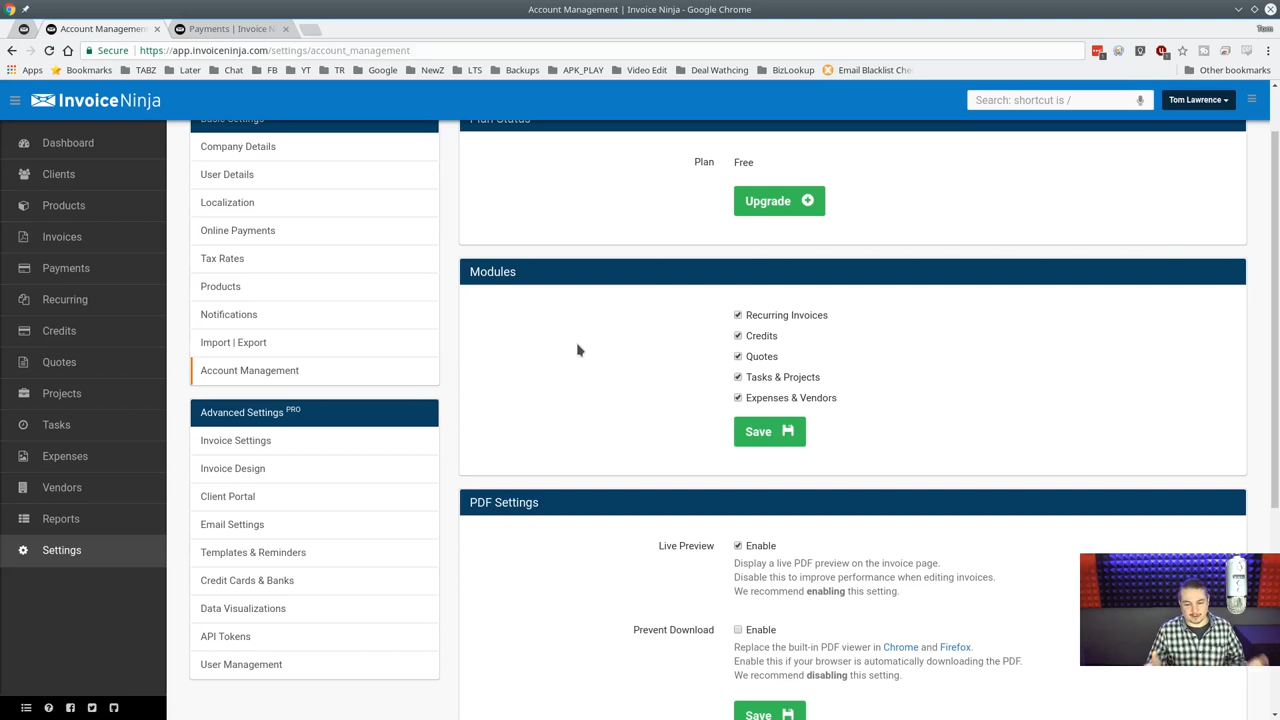 Account Management | Invoice Ninja - Google Chrome
Account Management
Payments | Invoice N
Tom
Secure
https://app.invoiceninja.com/settings/account_management
Apps
Bookmarks
TABZ
Later
Chat
FB
YT
TR
Google
NewZ
LTS
Backups
APK_PLAY
Video Edit
Deal Wathcing
BizLookup
Email Blacklist Che
Other bookmarks
InvoiceNinja
Search: shortcut is /
Tom Lawrence
Dashboard
Clients
Products
Invoices
Payments
Recurring
Credits
Quotes
Projects
Tasks
Expenses
Vendors
Reports
Settings
Basic Settings
Company Details
User Details
Localization
Online Payments
Tax Rates
Products
Notifications
Import | Export
Account Management
Advanced Settings PRO
Invoice Settings
Invoice Design
Client Portal
Email Settings
Templates & Reminders
Credit Cards & Banks
Data Visualizations
API Tokens
User Management
Plan Status
Plan Free
Upgrade
Modules
Recurring Invoices
Credits
Quotes
Tasks & Projects
Expenses & Vendors
Save
PDF Settings
Live Preview Enable
Display a live PDF preview on the invoice page.
Disable this to improve performance when editing invoices.
We recommend enabling this setting.
Prevent Download Enable
Replace the built-in PDF viewer in Chrome and Firefox.
Enable this if your browser is automatically downloading the PDF.
We recommend disabling this setting.
Save